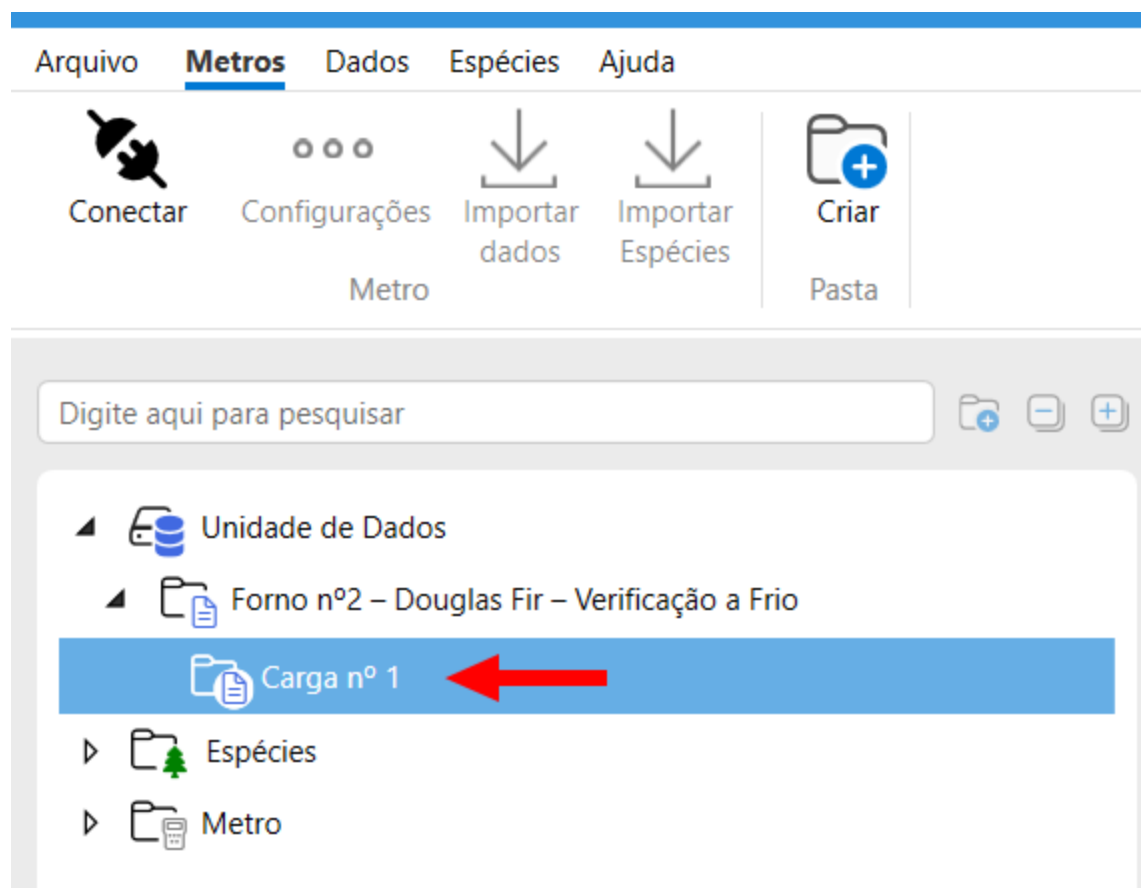 Arquivo Metros Dados Espécies Ajuda
Conectar Configurações Importar dados Importar Espécies Criar
Metro Pasta
Digite aqui para pesquisar
Unidade de Dados
Forno nº2 – Douglas Fir – Verificação a Frio
Carga nº 1
Espécies
Metro